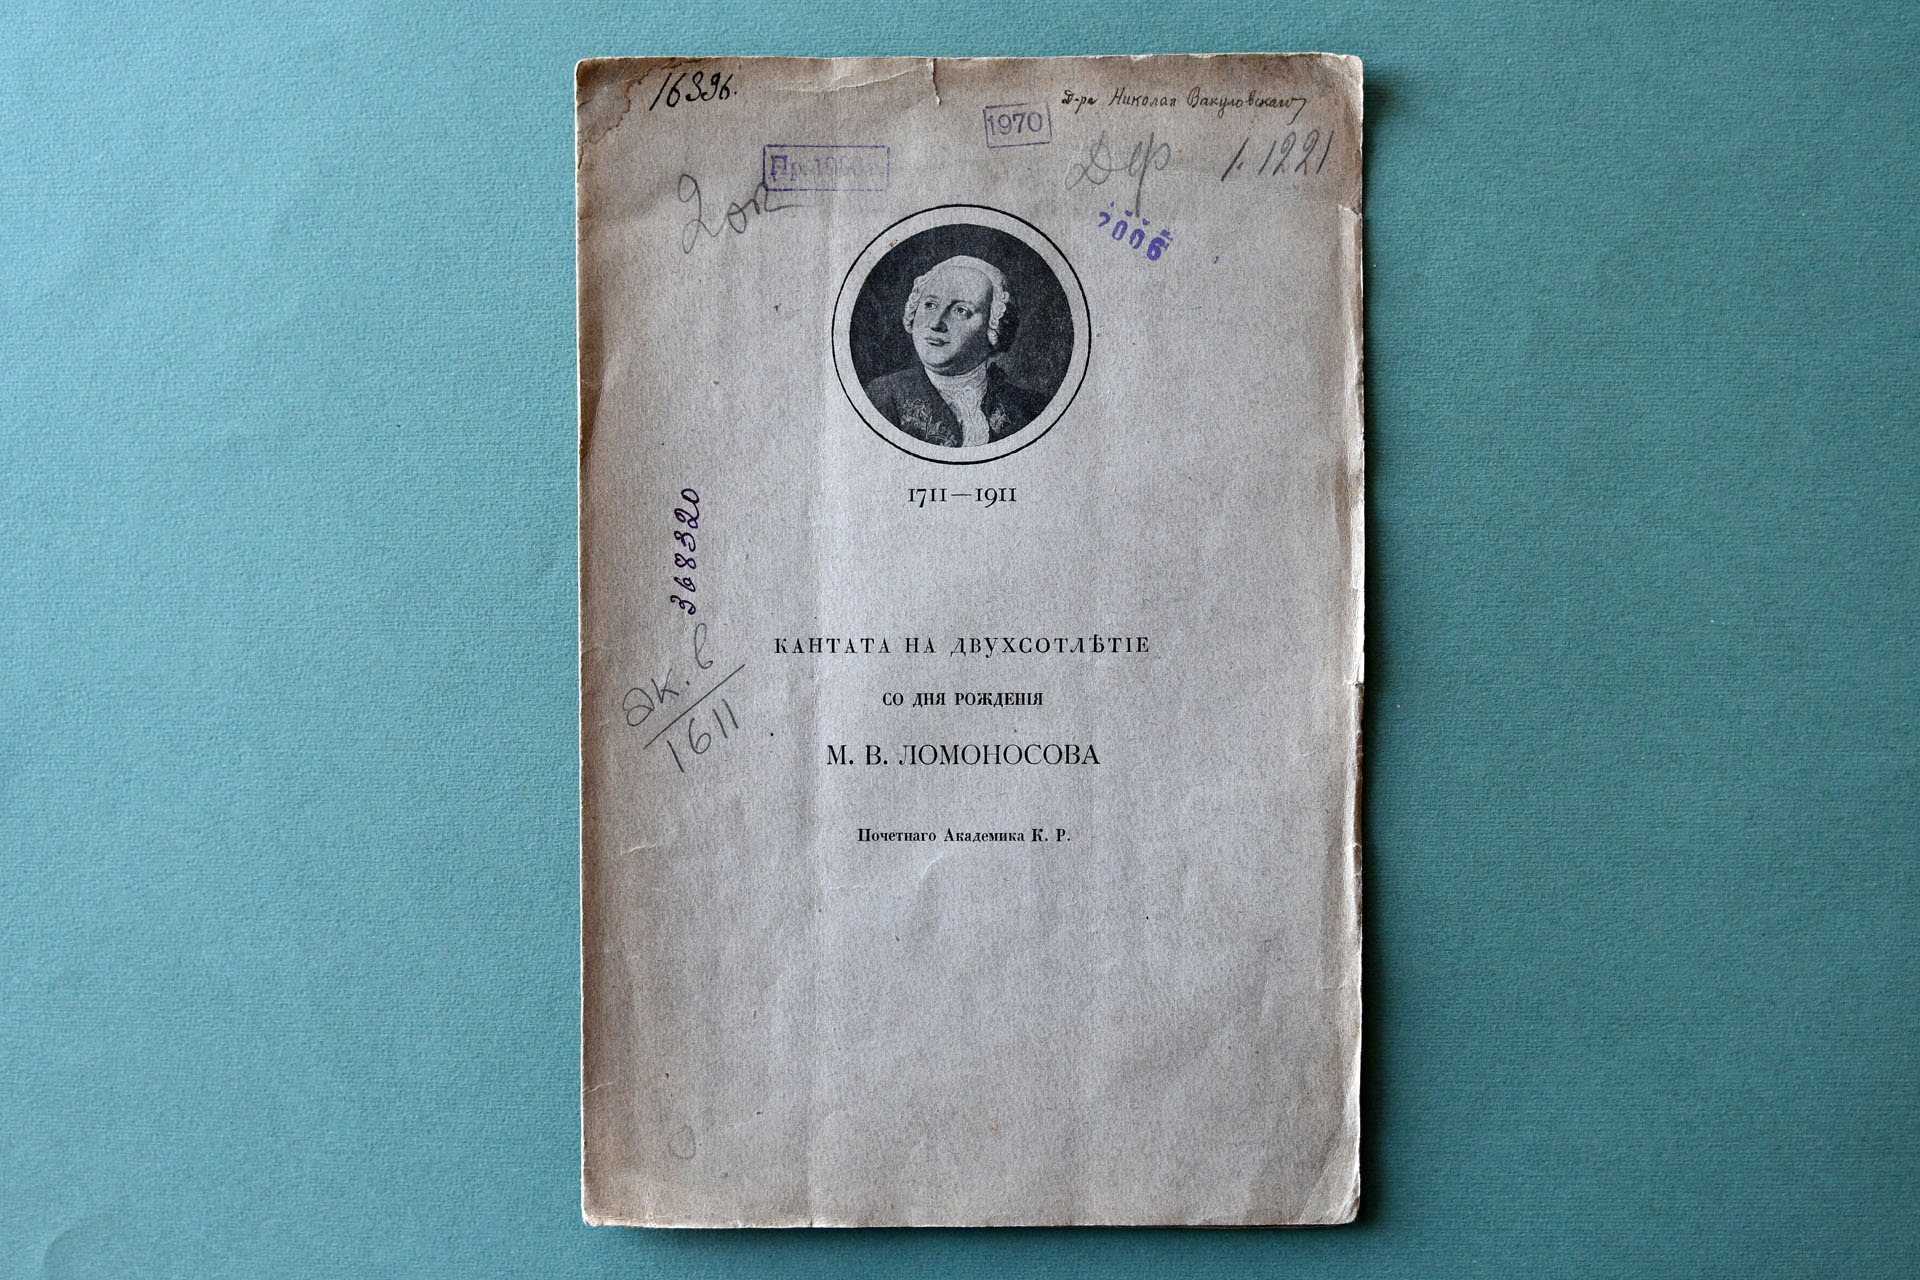 16396.
Д-ра Николая Вакуловскаго
1970
1.1221
2006
1711—1911
368320
КАНТАТА НА ДВУХСОТЛѢТІЕ
СО ДНЯ РОЖДЕНІЯ
М. В. ЛОМОНОСОВА
1611
Почетнаго Академика К. Р.